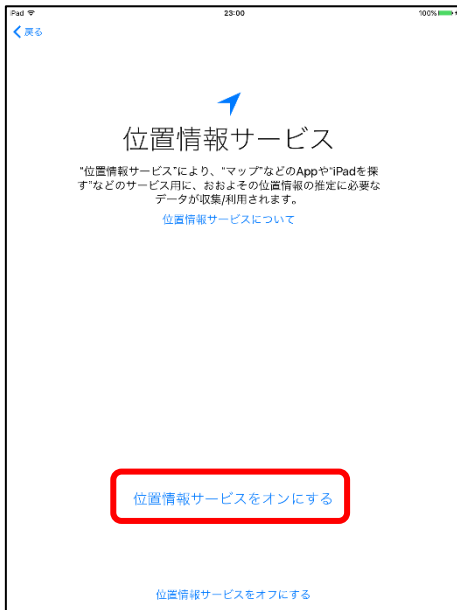 iPad 23:00 100%
戻る
位置情報サービス
"位置情報サービス"により、"マップ"などのAppや"iPadを探
す"などのサービス用に、おおよその位置情報の推定に必要な
データが収集/利用されます。
位置情報サービスについて
位置情報サービスをオンにする
位置情報サービスをオフにする